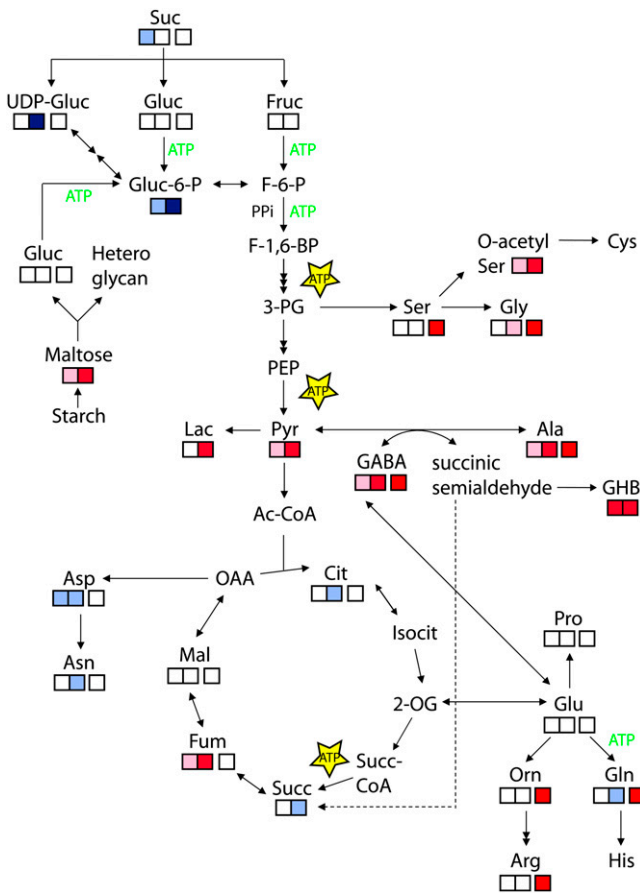 Suc
UDP-Gluc
Gluc
Fruc
ATP
ATP
ATP
Gluc-6-P
F-6-P
PPi
ATP
Gluc
Hetero
glycan
F-1,6-BP
ATP
O-acetyl
Ser
Cys
3-PG
Ser
Gly
Maltose
PEP
Starch
ATP
Lac
Pyr
Ala
GABA
succinic
semialdehyde
GHB
Ac-CoA
Asp
OAA
Cit
Pro
Isocit
Asn
Mal
2-OG
Glu
Fum
ATP
Succ-
CoA
ATP
Succ
Orn
Gln
Arg
His